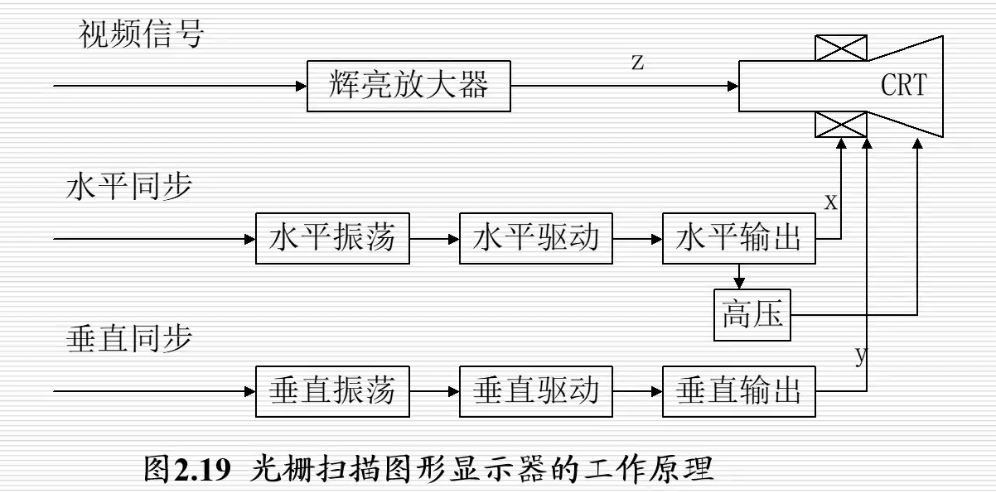 视频信号
辉亮放大器
z
CRT
水平同步
x
水平振荡
水平驱动
水平输出
高压
垂直同步
y
垂直振荡
垂直驱动
垂直输出
图2.19 光栅扫描图形显示器的工作原理